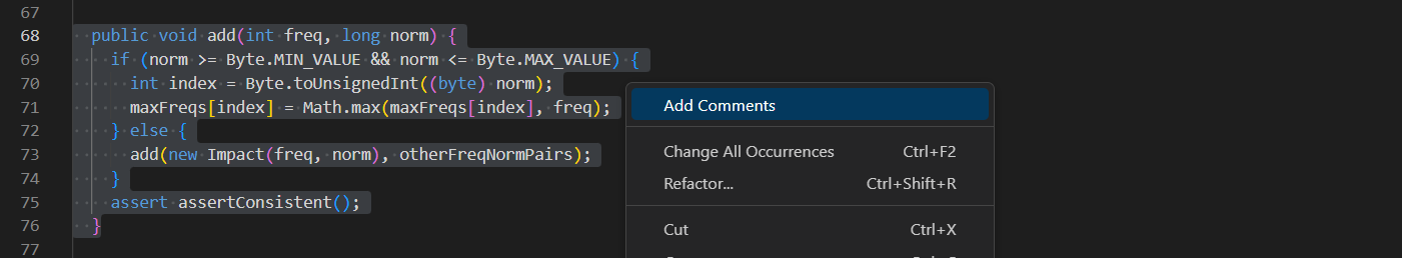 67
68 public void add(int freq, long norm) {
69 if (norm >= Byte.MIN_VALUE && norm <= Byte.MAX_VALUE) {
70 int index = Byte.toUnsignedInt((byte) norm);
71 maxFreqs[index] = Math.max(maxFreqs[index], freq);
72 } else {
73 add(new Impact(freq, norm), otherFreqNormPairs);
74 }
75 assert assertConsistent();
76 }
77
Add Comments
Change All Occurrences Ctrl+F2
Refactor... Ctrl+Shift+R
Cut Ctrl+X